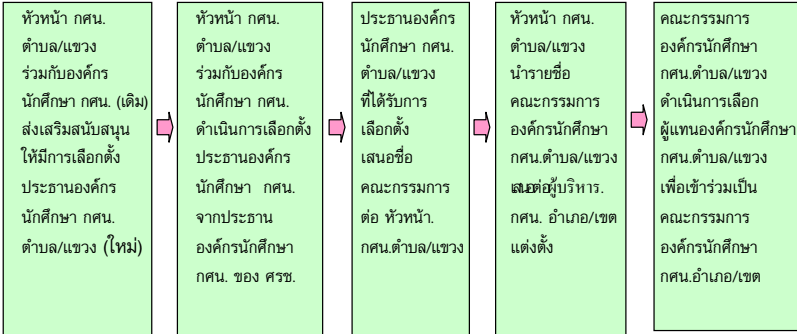 หัวหน้า กศน.
ตำบล/แขวง
ร่วมกับองค์กร
นักศึกษา กศน. (เดิม)
ส่งเสริมสนับสนุน
ให้มีการเลือกตั้ง
ประธานองค์กร
นักศึกษา กศน.
ตำบล/แขวง (ใหม่)
หัวหน้า กศน.
ตำบล/แขวง
ร่วมกับองค์กร
นักศึกษา กศน.
ดำเนินการเลือกตั้ง
ประธานองค์กร
นักศึกษา กศน.
จากประธาน
องค์กรนักศึกษา
กศน. ของ ศรช.
ประธานองค์กร
นักศึกษา กศน.
ตำบล/แขวง
ที่ได้รับการ
เลือกตั้ง
เสนอชื่อ
คณะกรรมการ
ต่อ หัวหน้า.
กศน.ตำบล/แขวง
หัวหน้า กศน.
ตำบล/แขวง
นำรายชื่อ
คณะกรรมการ
องค์กรนักศึกษา
กศน.ตำบล/แขวง
เสนอต่อผู้บริหาร.
กศน. อำเภอ/เขต
แต่งตั้ง
คณะกรรมการ
องค์กรนักศึกษา
กศน.ตำบล/แขวง
ดำเนินการเลือก
ผู้แทนองค์กรนักศึกษา
กศน.ตำบล/แขวง
เพื่อเข้าร่วมเป็น
คณะกรรมการ
องค์กรนักศึกษา
กศน.อำเภอ/เขต